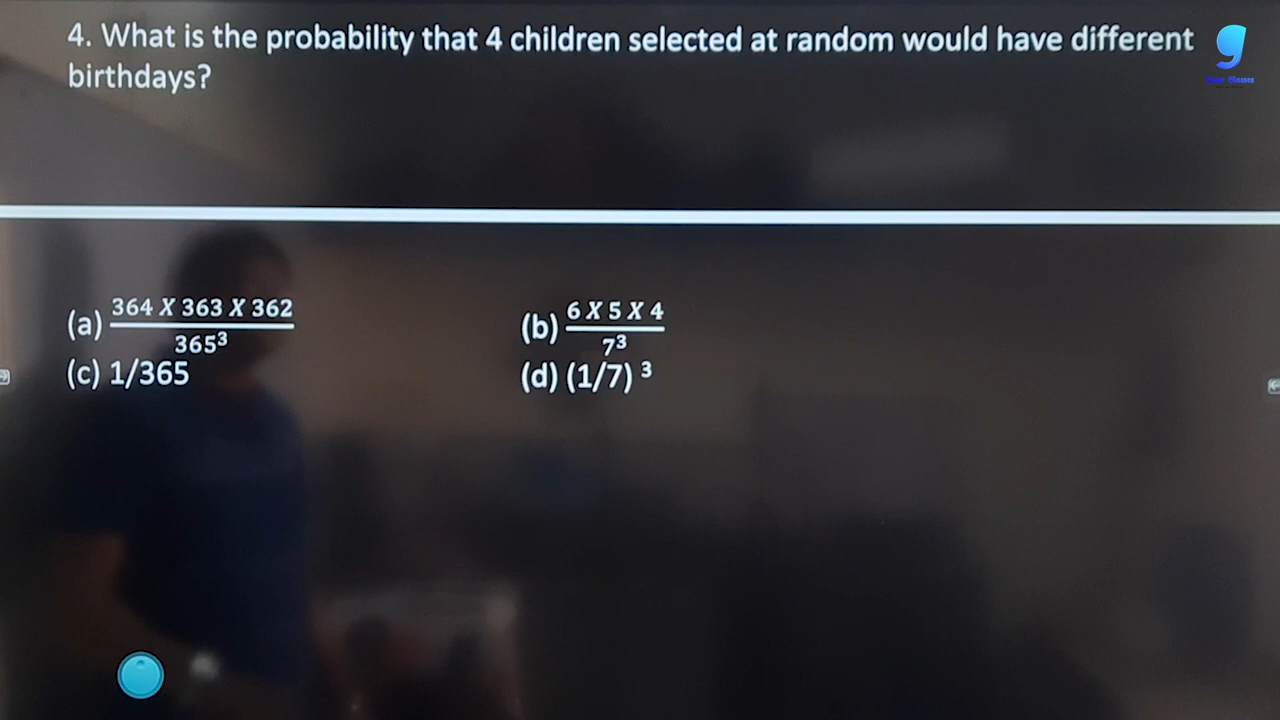 4. What is the probability that 4 children selected at random would have different
birthdays?
(a) 364 X 363 X 362 / 365³
(b) 6 X 5 X 4 / 7³
(c) 1/365
(d) (1/7) ³